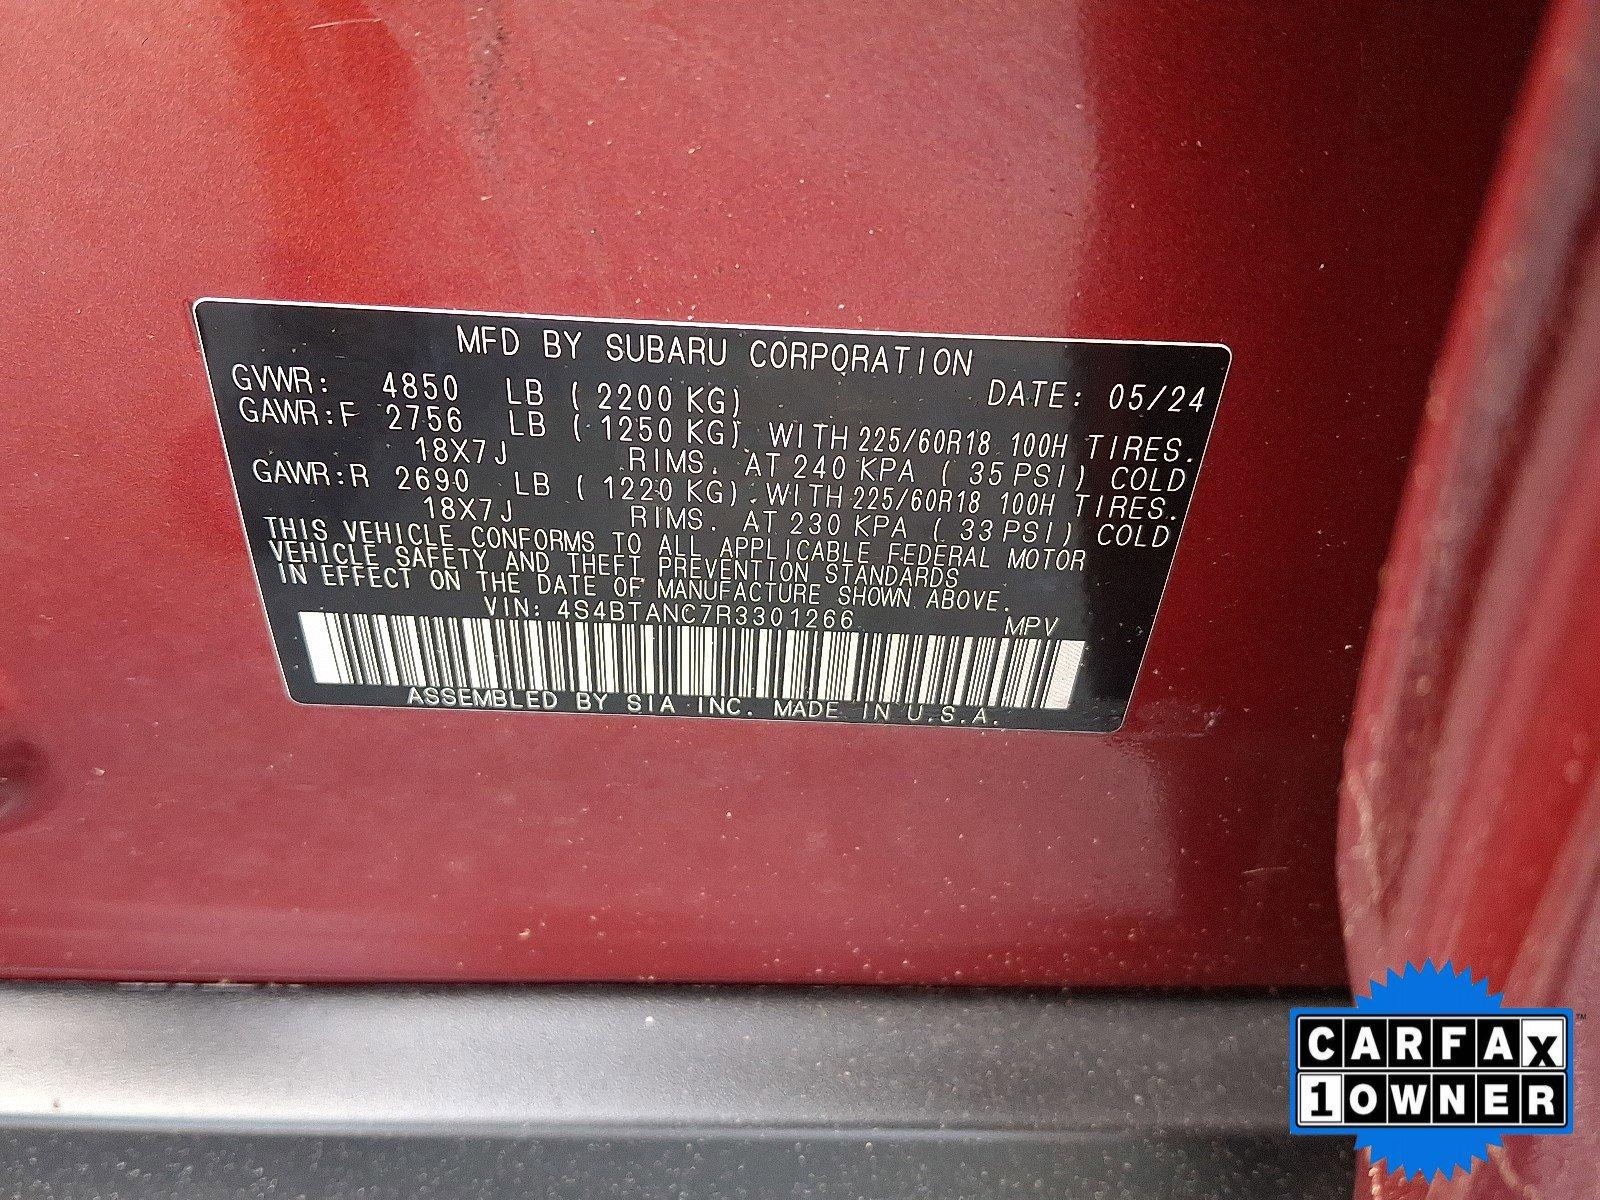 MFD BY SUBARU CORPORATION
GVWR: 4850 LB ( 2200 KG) DATE: 05/24
GAWR:F 2756 LB ( 1250 KG) WITH 225/60R18 100H TIRES.
18X7J RIMS. AT 240 KPA ( 35 PSI) COLD
GAWR:R 2690 LB ( 1220 KG) WITH 225/60R18 100H TIRES.
18X7J RIMS. AT 230 KPA ( 33 PSI) COLD
THIS VEHICLE CONFORMS TO ALL APPLICABLE FEDERAL MOTOR
VEHICLE SAFETY AND THEFT PREVENTION STANDARDS
IN EFFECT ON THE DATE OF MANUFACTURE SHOWN ABOVE.
VIN: 4S4BTANC7R3301266 MPV
ASSEMBLED BY SIA INC. MADE IN U.S.A.
CARFAX™
1 OWNER